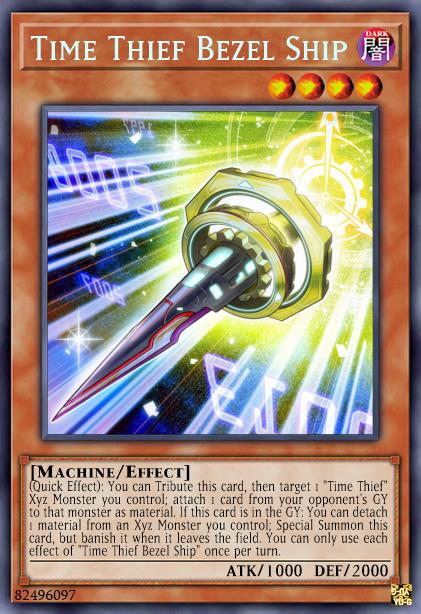 TIME THIEF BEZEL SHIP
DARK
闇
[MACHINE/EFFECT]
(Quick Effect): You can Tribute this card, then target 1 "Time Thief"
Xyz Monster you control; attach 1 card from your opponent's GY
to that monster as material. If this card is in the GY: You can detach
1 material from an Xyz Monster you control; Special Summon this
card, but banish it when it leaves the field. You can only use each
effect of "Time Thief Bezel Ship" once per turn.
ATK/1000 DEF/2000
82496097